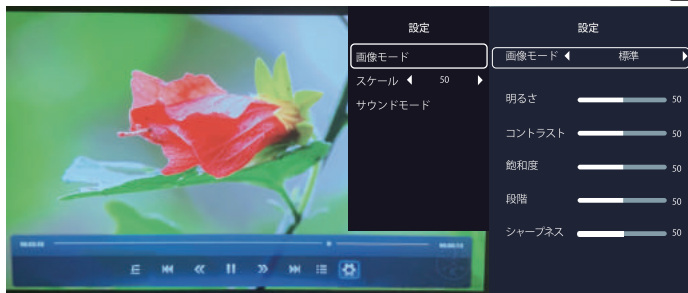 設定
画像モード
スケール 50
サウンドモード
設定
画像モード 標準
明るさ 50
コントラスト 50
飽和度 50
段階 50
シャープネス 50